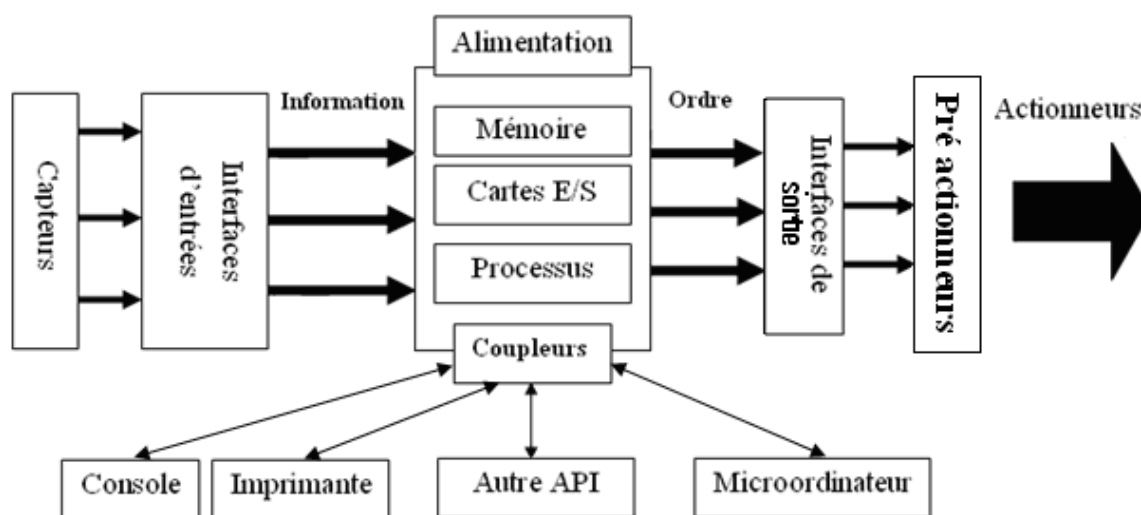 Alimentation
Information
Ordre
Actionneurs
Capteurs
Interfaces
d'entrées
Mémoire
Cartes E/S
Processus
Interfaces de
sortie
Pré actionneurs
Coupleurs
Console
Imprimante
Autre API
Microordinateur